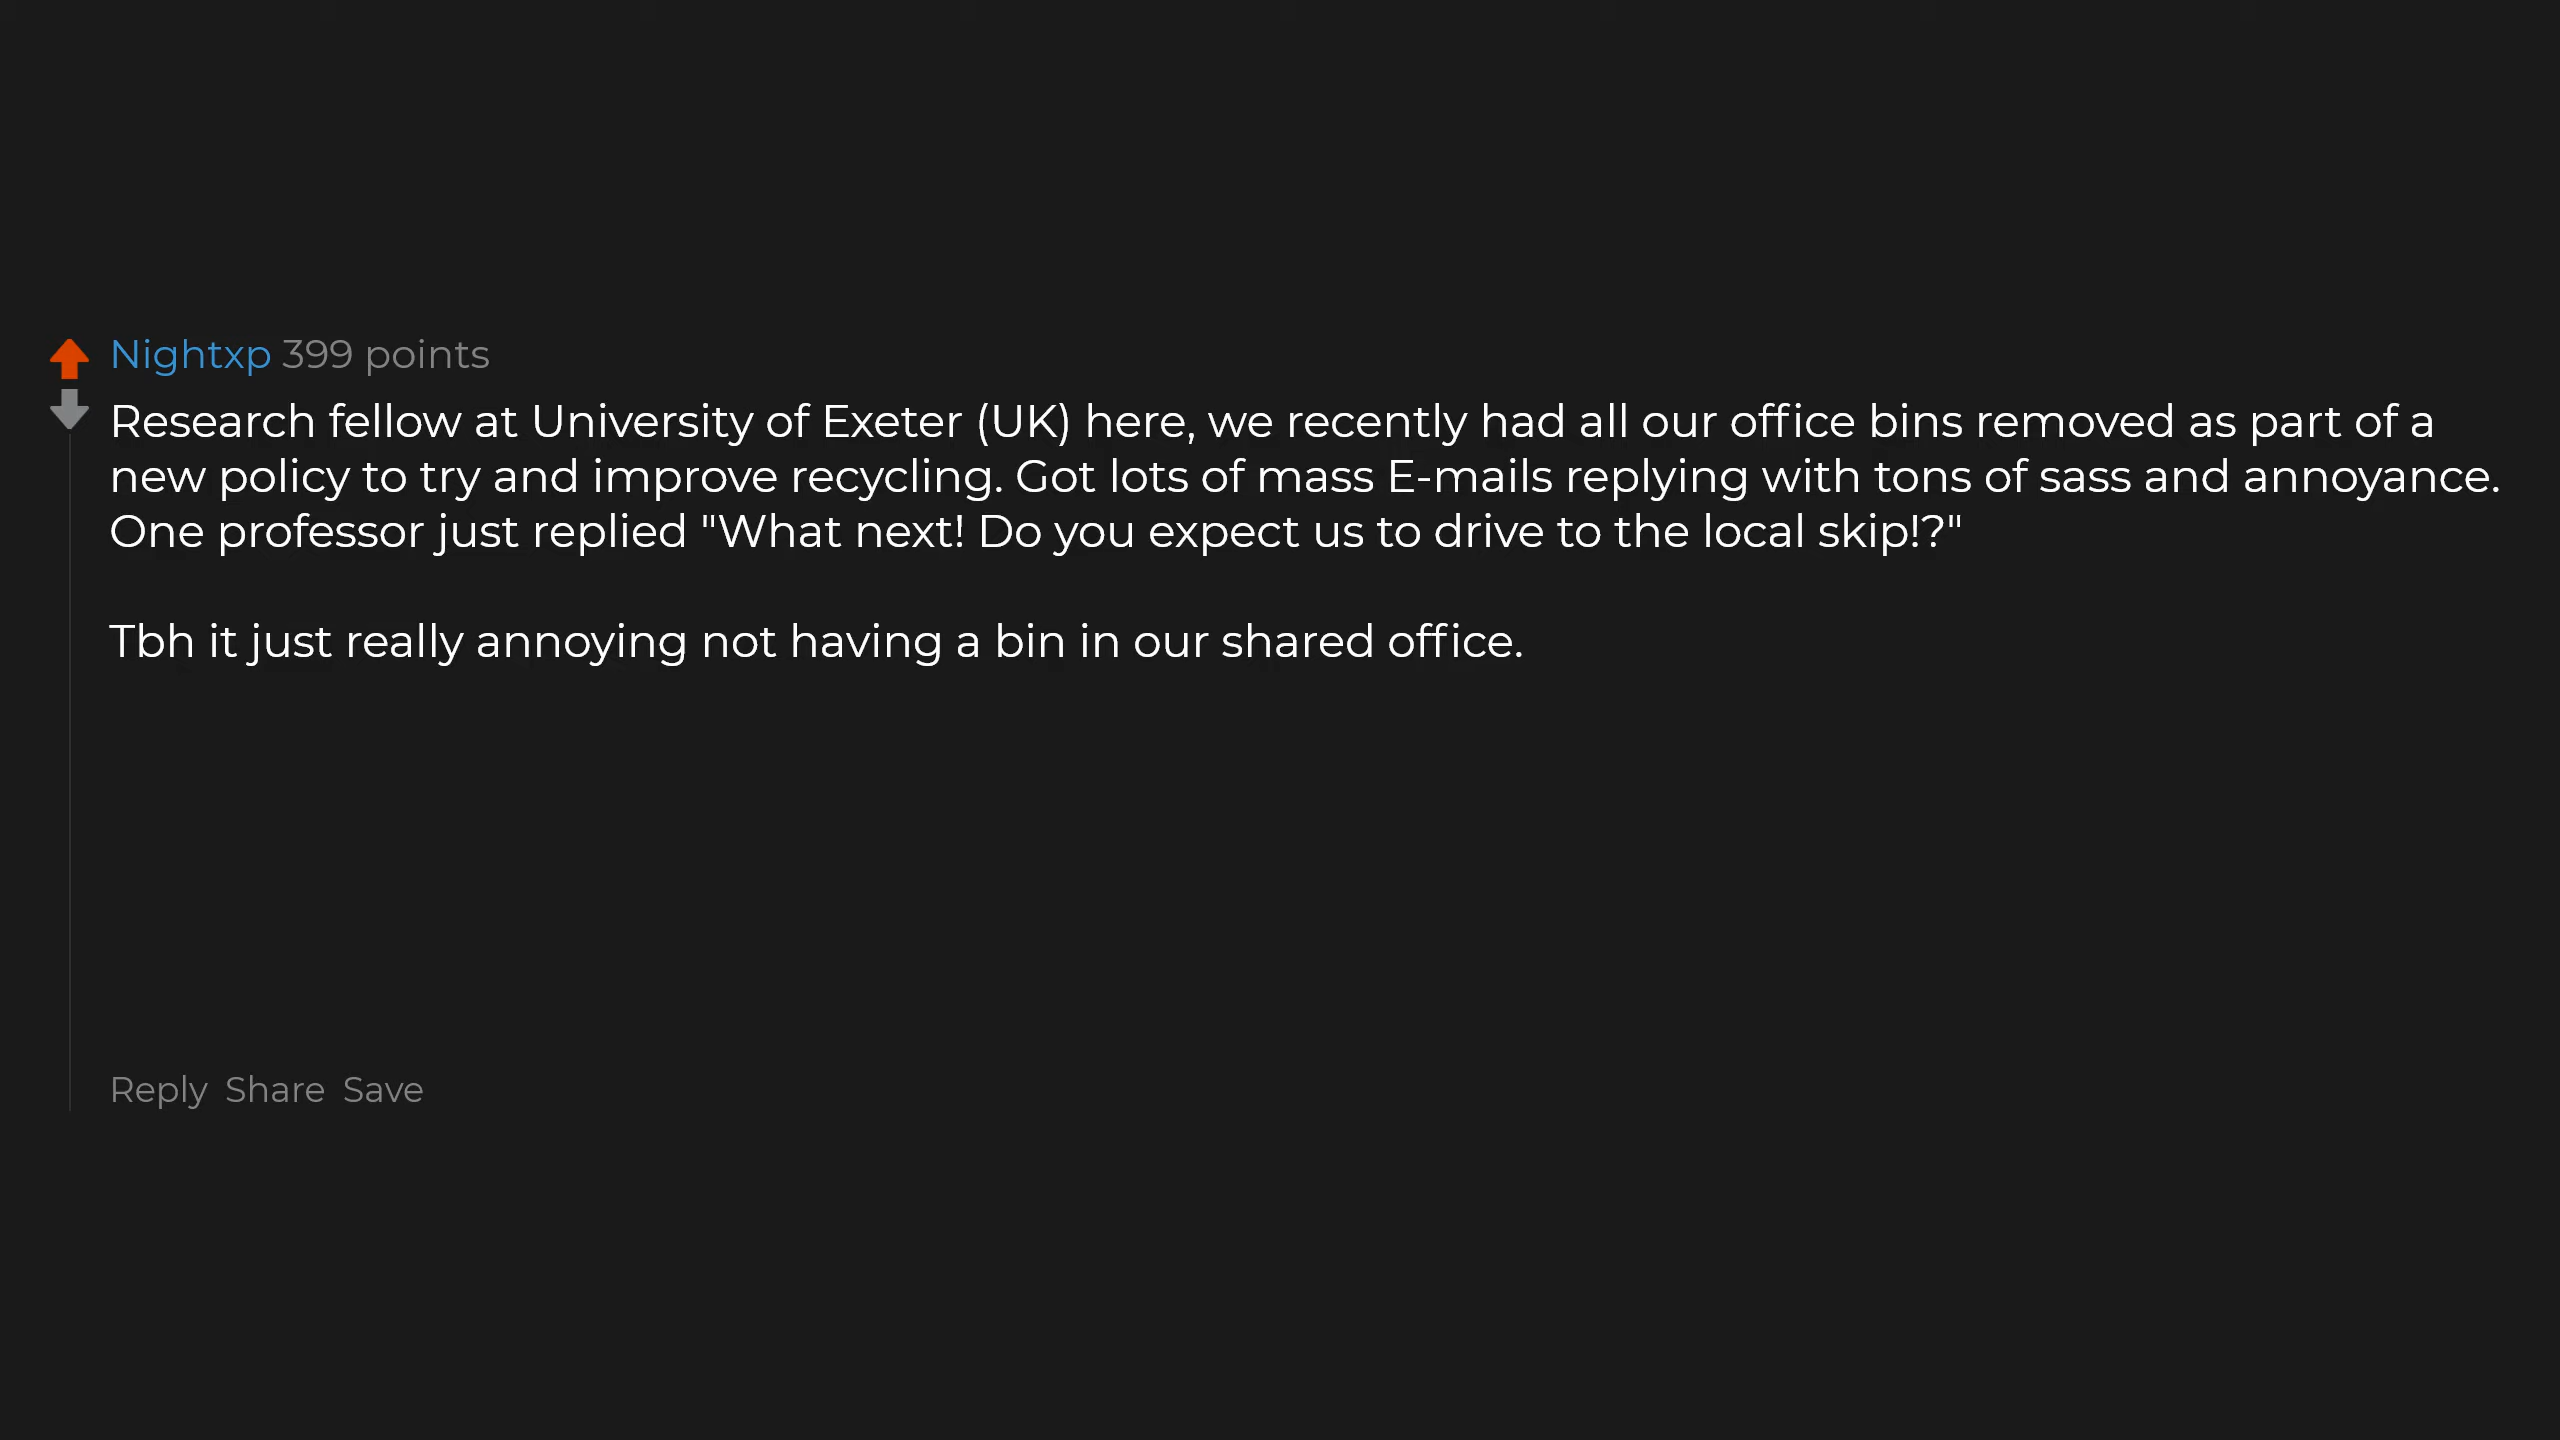 Nightxp 399 points
Research fellow at University of Exeter (UK) here, we recently had all our office bins removed as part of a
new policy to try and improve recycling. Got lots of mass E-mails replying with tons of sass and annoyance.
One professor just replied "What next! Do you expect us to drive to the local skip!?"
Tbh it just really annoying not having a bin in our shared office.
Reply Share Save